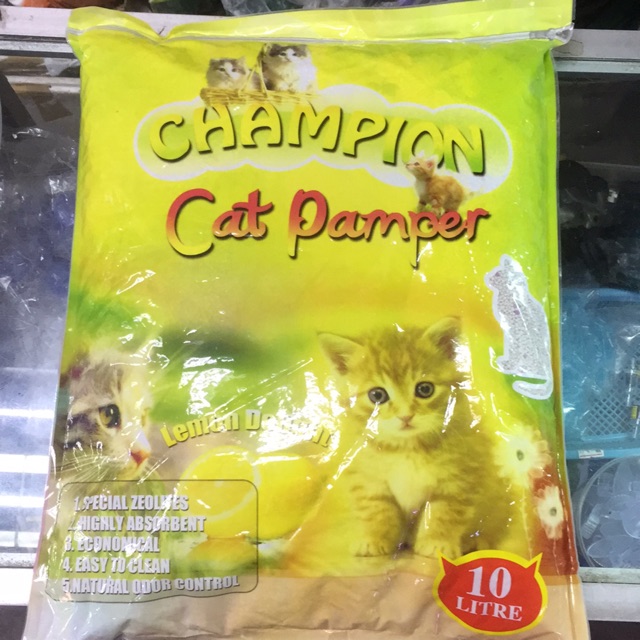 CHAMPION
Cat Pamper
Lemon
1.SPECIAL ZEOLITES
2.HIGHLY ABSORBENT
3. ECONOMICAL
4. EASY TO CLEAN
5.NATURAL ODOR CONTROL
10
LITRE